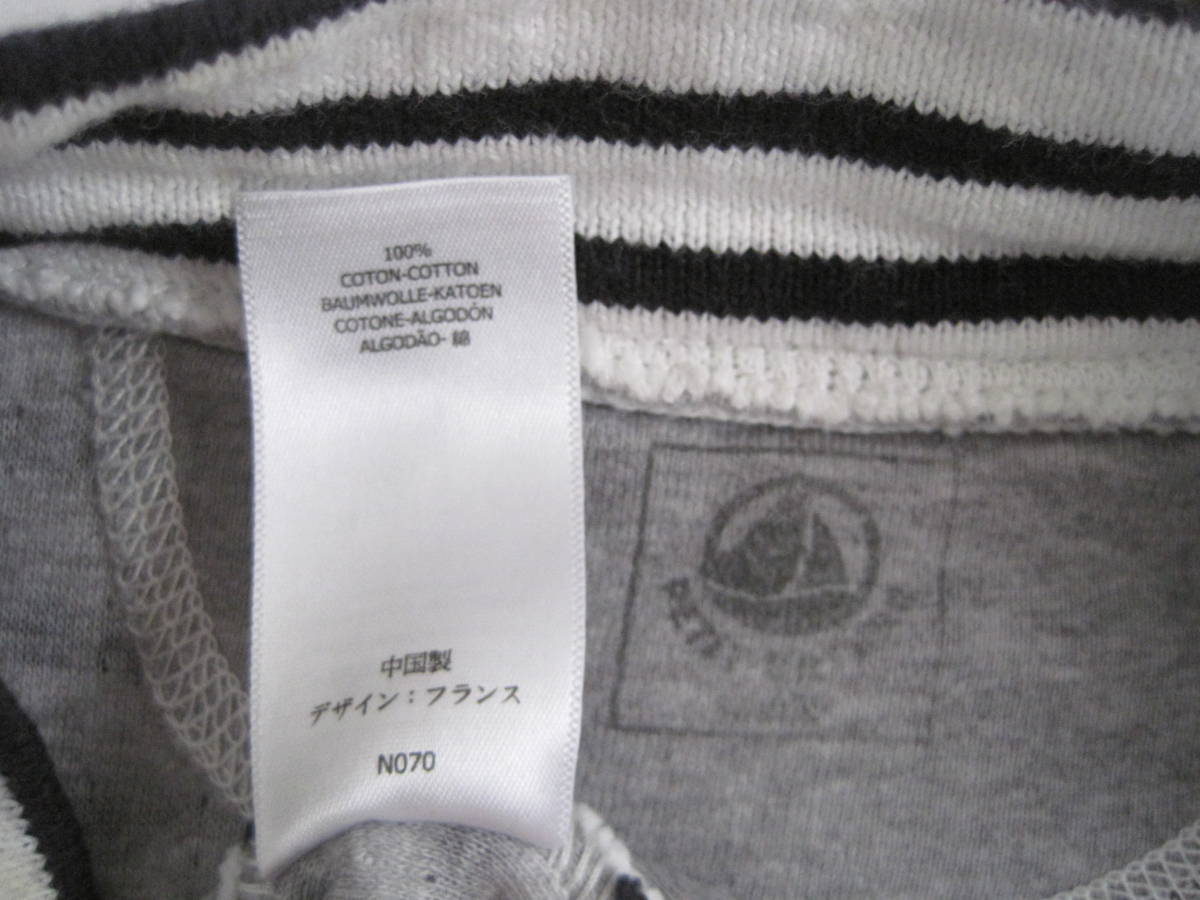 100%
COTON-COTTON
BAUMWOLLE-KATOEN
COTONE-ALGODÓN
ALGODÃO- 綿
中国製
デザイン：フランス
N070